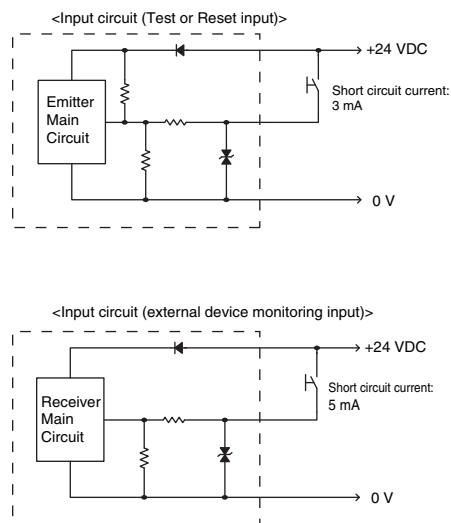 <Input circuit (Test or Reset input)>
+24 VDC
Emitter
Main
Circuit
Short circuit current:
3 mA
0 V
<Input circuit (external device monitoring input)>
+24 VDC
Receiver
Main
Circuit
Short circuit current:
5 mA
0 V